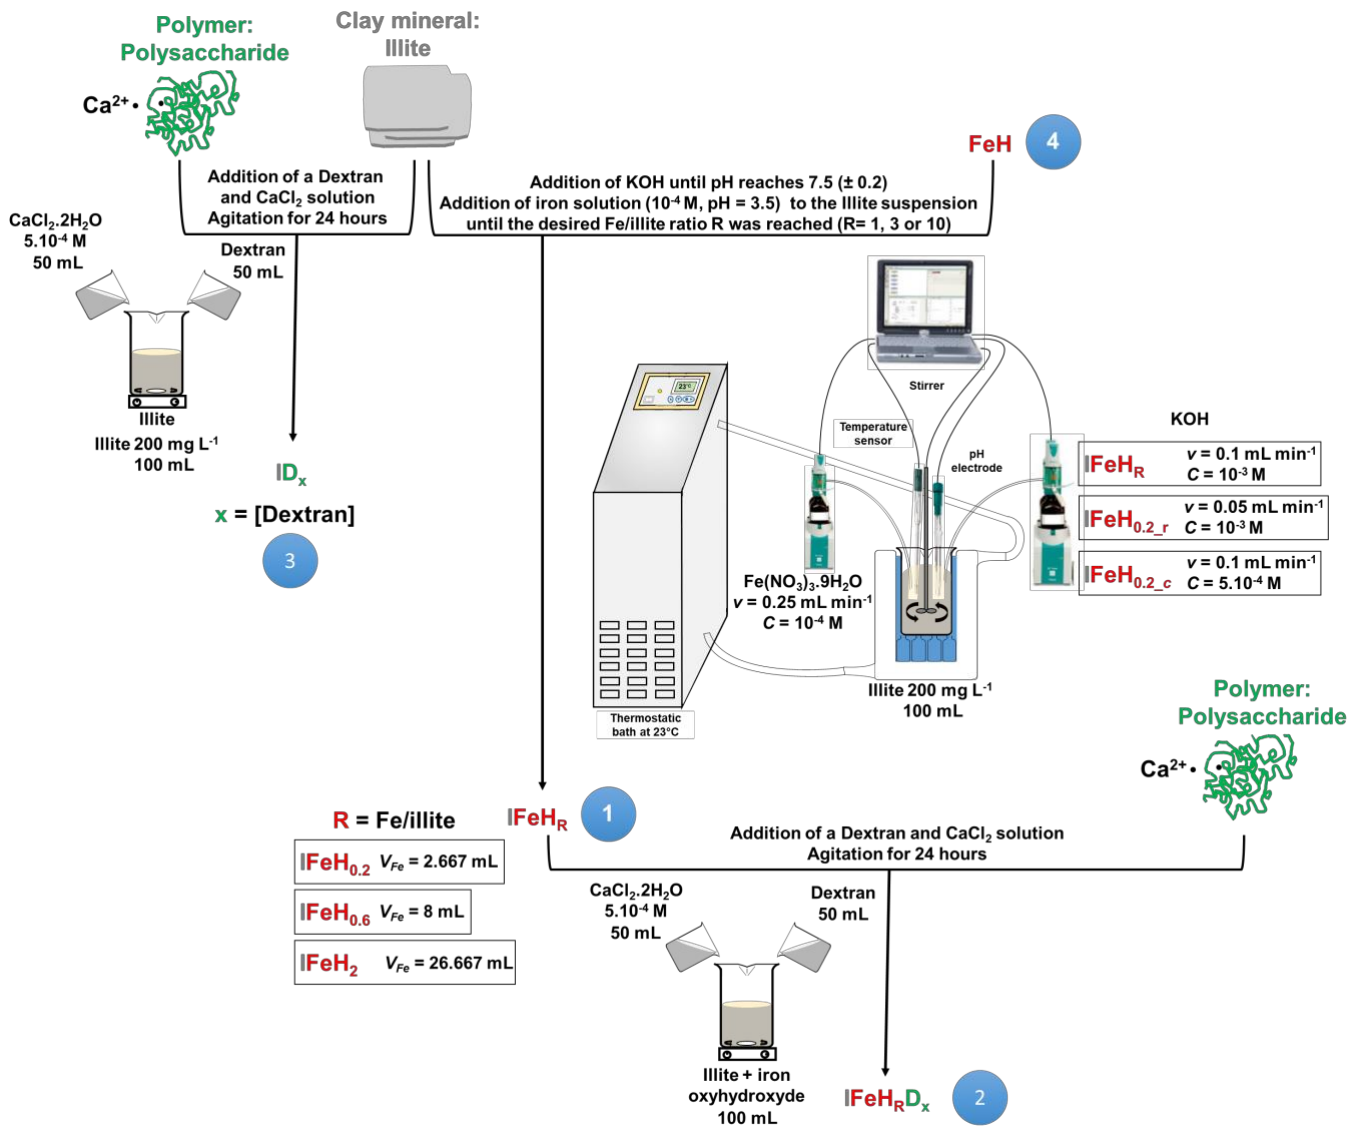 Polymer:
Polysaccharide
Ca²⁺
Clay mineral:
Illite
FeH
4
Addition of a Dextran
and CaCl₂ solution
Agitation for 24 hours
Addition of KOH until pH reaches 7.5 (± 0.2)
Addition of iron solution (10⁻⁴ M, pH = 3.5) to the Illite suspension
until the desired Fe/illite ratio R was reached (R= 1, 3 or 10)
CaCl₂.2H₂O
5.10⁻⁴ M
50 mL
Dextran
50 mL
Illite
Illite 200 mg L⁻¹
100 mL
IDₓ
x = [Dextran]
3
23°C
Stirrer
Temperature
sensor
pH
electrode
KOH
IFeH_R
v = 0.1 mL min⁻¹
C = 10⁻³ M
IFeH₀.₂_r
v = 0.05 mL min⁻¹
C = 10⁻³ M
IFeH₀.₂_c
v = 0.1 mL min⁻¹
C = 5.10⁻⁴ M
Fe(NO₃)₃.9H₂O
v = 0.25 mL min⁻¹
C = 10⁻⁴ M
Illite 200 mg L⁻¹
100 mL
Thermostatic
bath at 23°C
Polymer:
Polysaccharide
Ca²⁺
R = Fe/illite
IFeH_R
1
IFeH₀.₂ V_Fe = 2.667 mL
IFeH₀.₆ V_Fe = 8 mL
IFeH₂ V_Fe = 26.667 mL
Addition of a Dextran and CaCl₂ solution
Agitation for 24 hours
CaCl₂.2H₂O
5.10⁻⁴ M
50 mL
Dextran
50 mL
Illite + iron
oxyhydroxyde
100 mL
IFeH_RDₓ
2